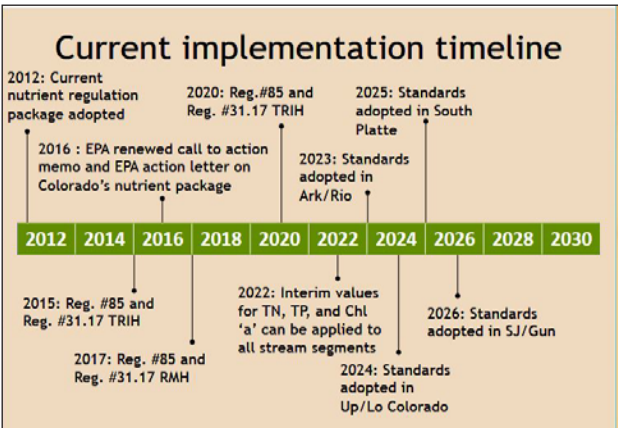 Current implementation timeline
2012: Current
nutrient regulation
package adopted
2016 : EPA renewed call to action
memo and EPA action letter on
Colorado's nutrient package
2020: Reg.#85 and
Reg. #31.17 TRIH
2023: Standards
adopted in
Ark/Rio
2025: Standards
adopted in South
Platte
2012 2014 2016 2018 2020 2022 2024 2026 2028 2030
2015: Reg. #85 and
Reg. #31.17 TRIH
2017: Reg. #85 and
Reg. #31.17 RMH
2022: Interim values
for TN, TP, and Chl
'a' can be applied to
all stream segments
2024: Standards
adopted in
Up/Lo Colorado
2026: Standards
adopted in SJ/Gun